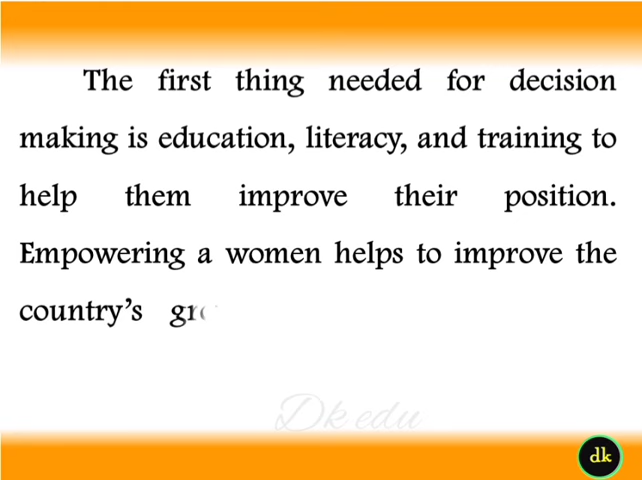 The first thing needed for decision
making is education, literacy, and training to
help them improve their position.
Empowering a women helps to improve the
country's
Dk edu
dk